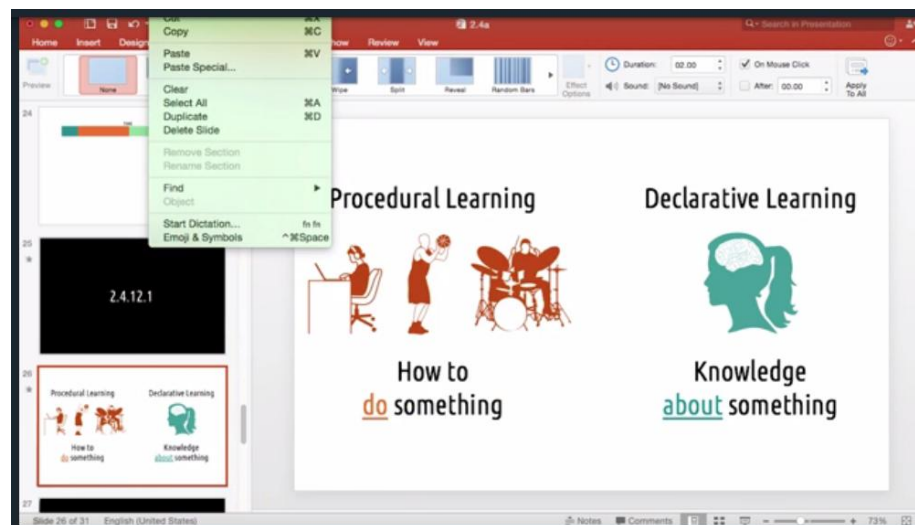 2.4a
Search in Presentation
Home Insert Design Review View
Cut ⌘X
Copy ⌘C
Paste ⌘V
Paste Special...
Clear
Select All ⌘A
Duplicate ⌘D
Delete Slide
Remove Section
Rename Section
Find
Object
Start Dictation... fn fn
Emoji & Symbols ^⌘Space
Preview
None
Wipe Split Reveal Random Bars
Effect
Options
Duration: 02.00
Sound: [No Sound]
On Mouse Click
After: 00.00
Apply
To All
24
25
2.4.12.1
26
Procedural Learning Declarative Learning
How to
do something
Knowledge
about something
27
Procedural Learning
How to
do something
Declarative Learning
Knowledge
about something
Slide 26 of 31 English (United States) Notes Comments 73%